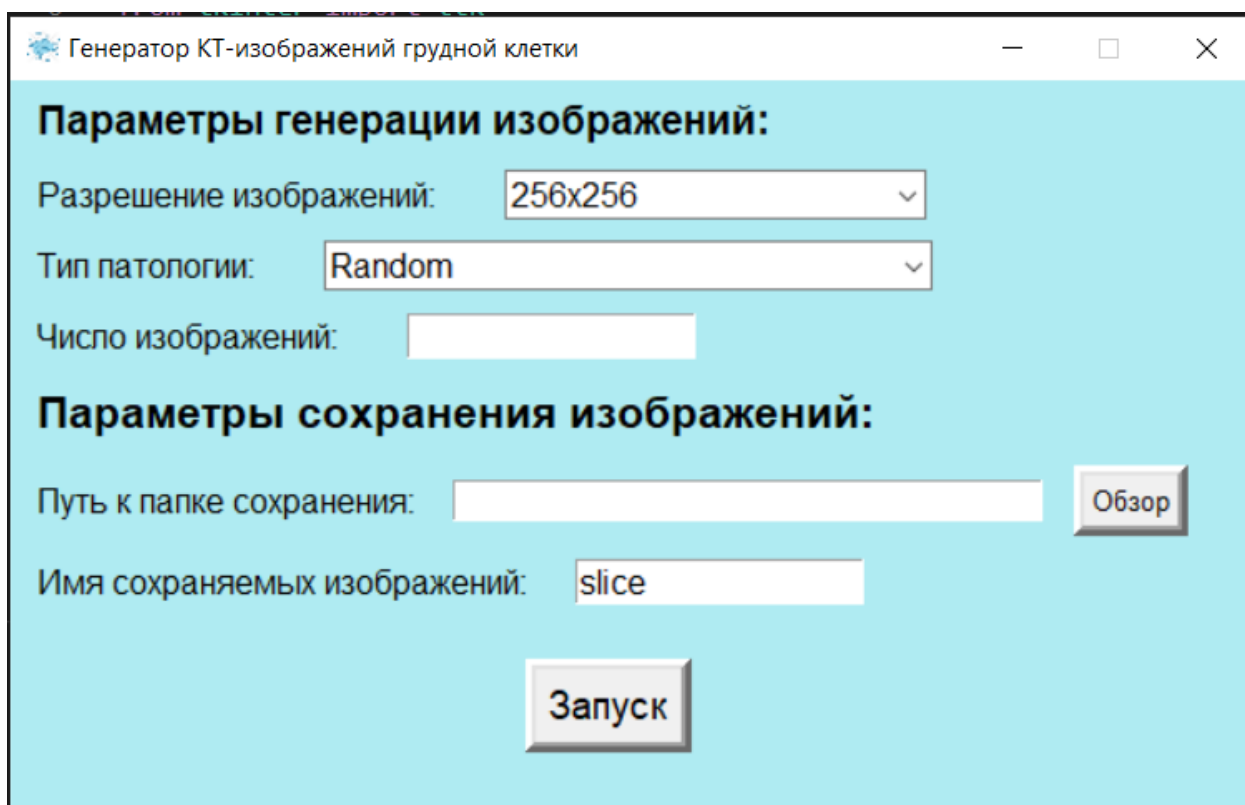 Генератор КТ-изображений грудной клетки
Параметры генерации изображений:
Разрешение изображений: 256x256
Тип патологии: Random
Число изображений:
Параметры сохранения изображений:
Путь к папке сохранения: Обзор
Имя сохраняемых изображений: slice
Запуск